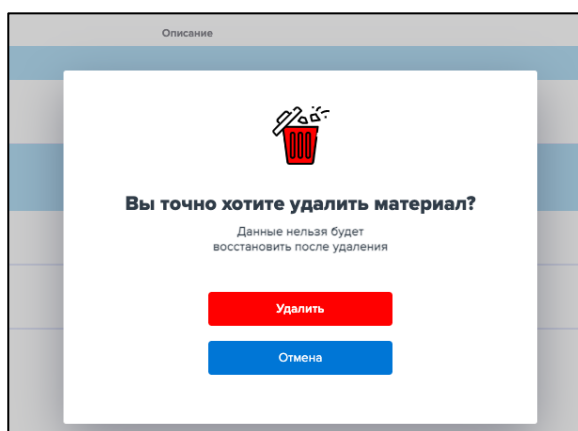 Описание
Вы точно хотите удалить материал?
Данные нельзя будет
восстановить после удаления
Удалить
Отмена